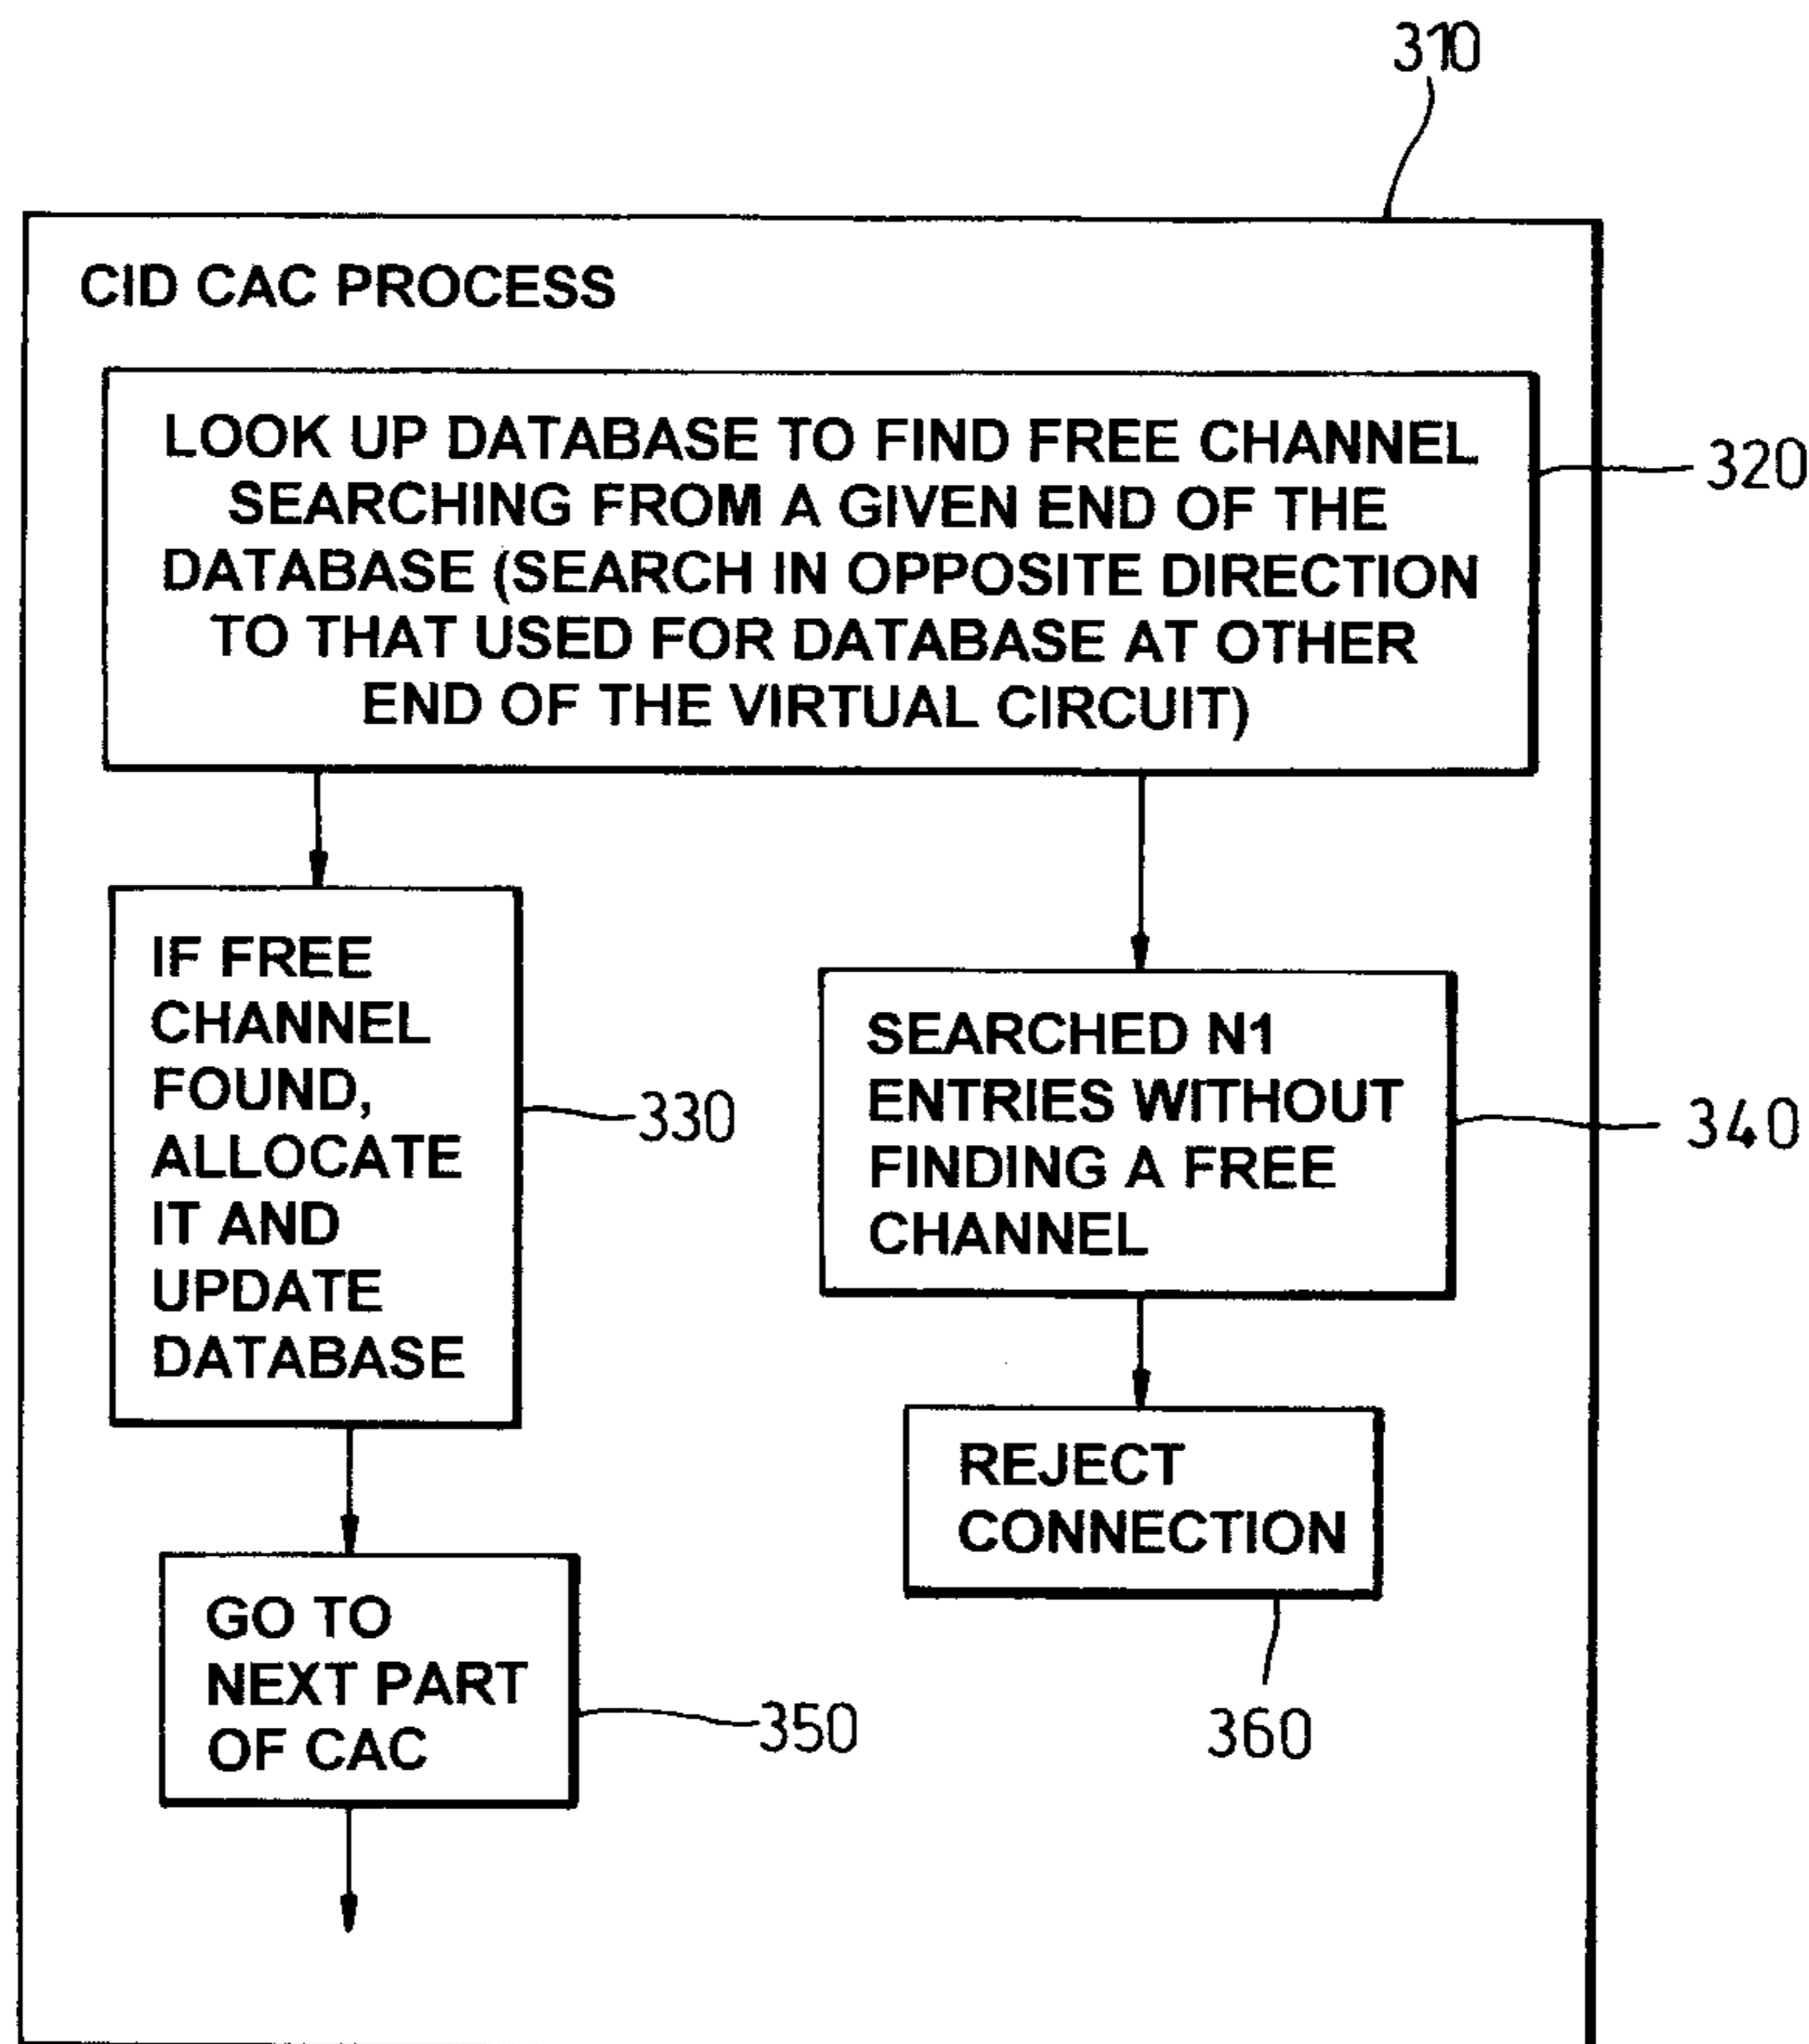 310
CID CAC PROCESS
LOOK UP DATABASE TO FIND FREE CHANNEL
SEARCHING FROM A GIVEN END OF THE
DATABASE (SEARCH IN OPPOSITE DIRECTION
TO THAT USED FOR DATABASE AT OTHER
END OF THE VIRTUAL CIRCUIT)
320
IF FREE
CHANNEL
FOUND,
ALLOCATE
IT AND
UPDATE
DATABASE
330
SEARCHED N1
ENTRIES WITHOUT
FINDING A FREE
CHANNEL
340
GO TO
NEXT PART
OF CAC
350
REJECT
CONNECTION
360